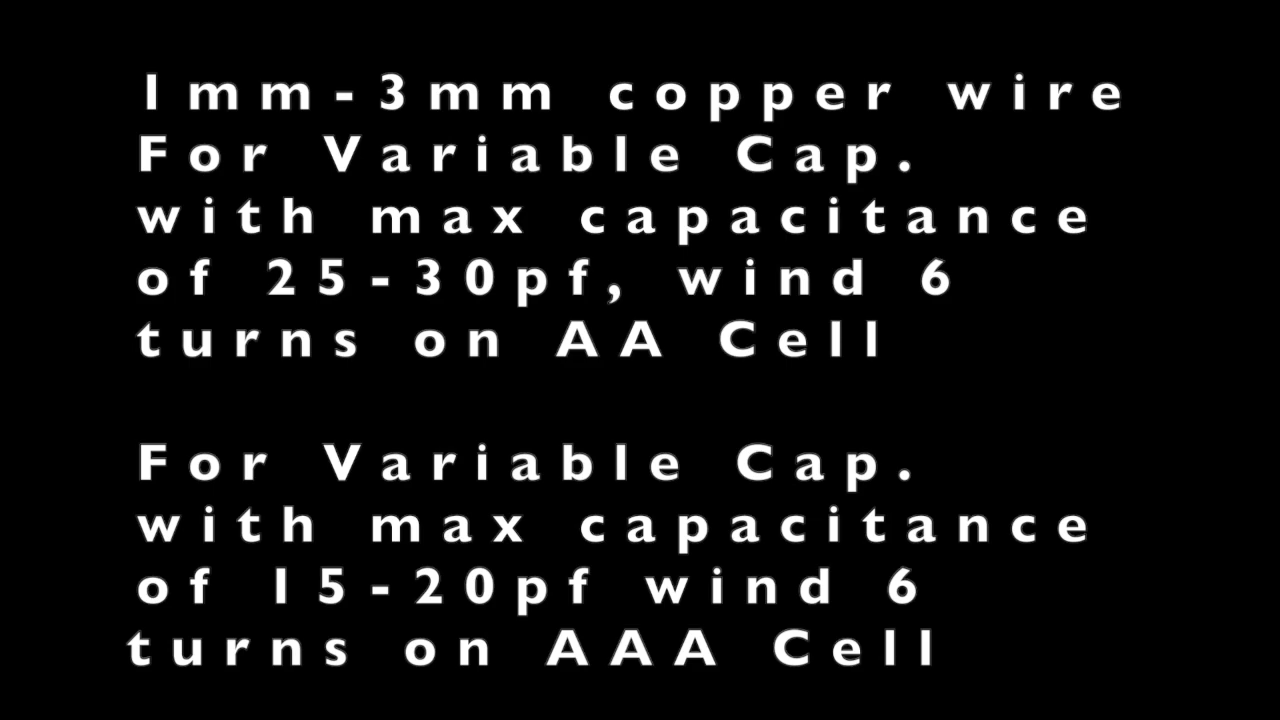 1mm-3mm copper wire
For Variable Cap.
with max capacitance
of 25-30pf, wind 6
turns on AA Cell
For Variable Cap.
with max capacitance
of 15-20pf wind 6
turns on AAA Cell